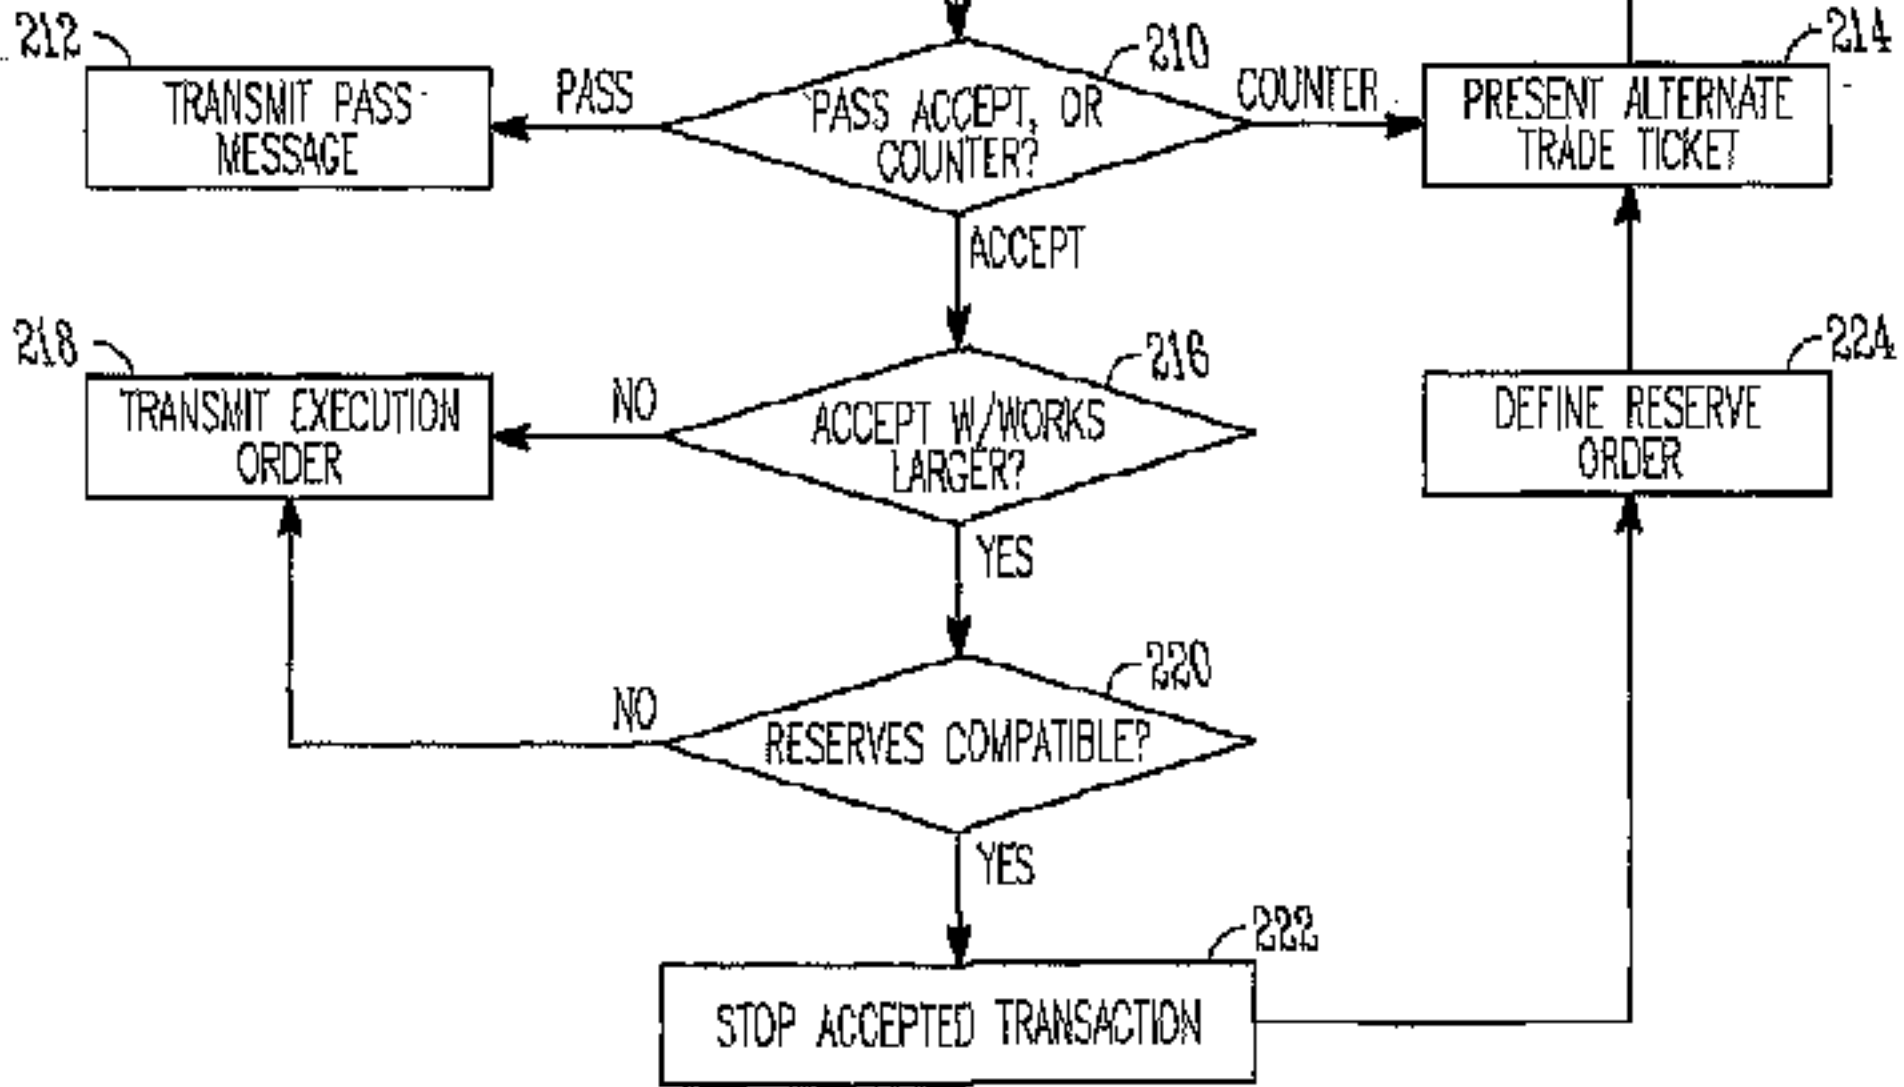 212
TRANSMIT PASS
MESSAGE
PASS
210
PASS ACCEPT, OR
COUNTER?
COUNTER
214
PRESENT ALTERNATE
TRADE TICKET
ACCEPT
218
TRANSMIT EXECUTION
ORDER
NO
216
ACCEPT W/WORKS
LARGER?
224
DEFINE RESERVE
ORDER
YES
NO
220
RESERVES COMPATIBLE?
YES
222
STOP ACCEPTED TRANSACTION